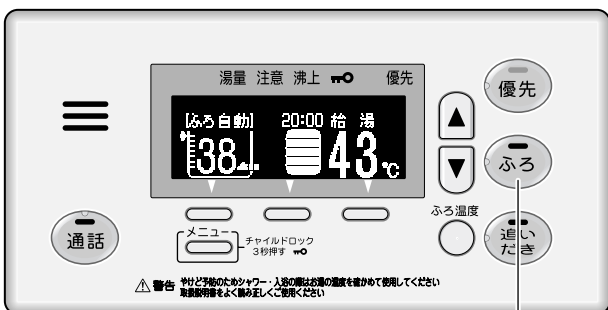 湯量 注意 沸上 優先
[ふろ自動] 20:00 給 湯
38 43℃
優先
ふろ
ふろ温度
追い
だき
通話
メニュー
チャイルドロック
3秒押す
警告 やけど予防のためシャワー・入浴の際はお湯の温度を確かめて使用してください
取扱説明書をよく読み正しくご使用ください